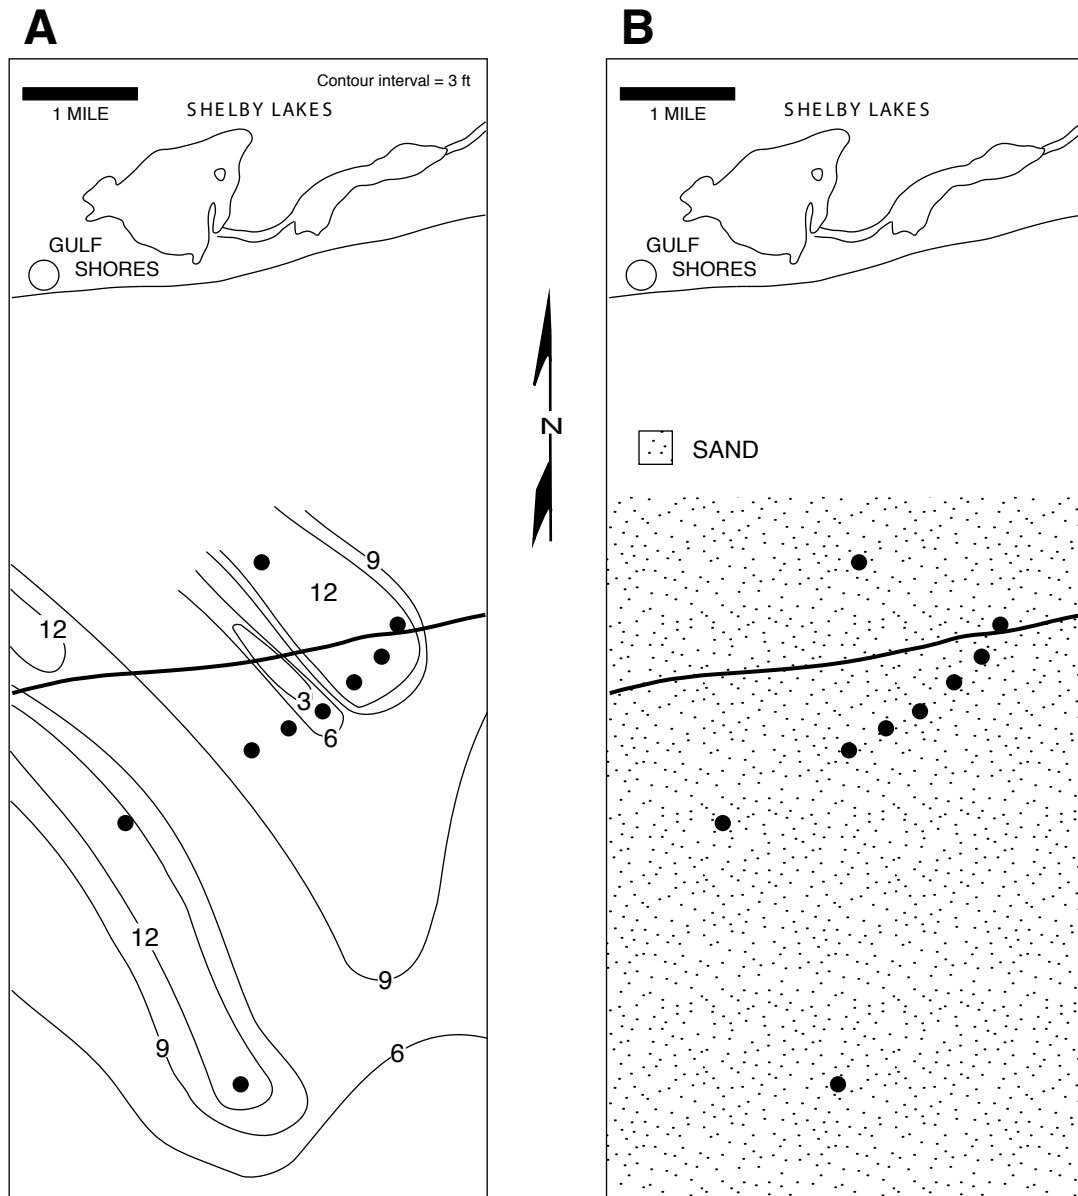 A
Contour interval = 3 ft
1 MILE
SHELBY LAKES
GULF
SHORES
9
12
12
3
6
12
9
9
6
N
B
1 MILE
SHELBY LAKES
GULF
SHORES
SAND